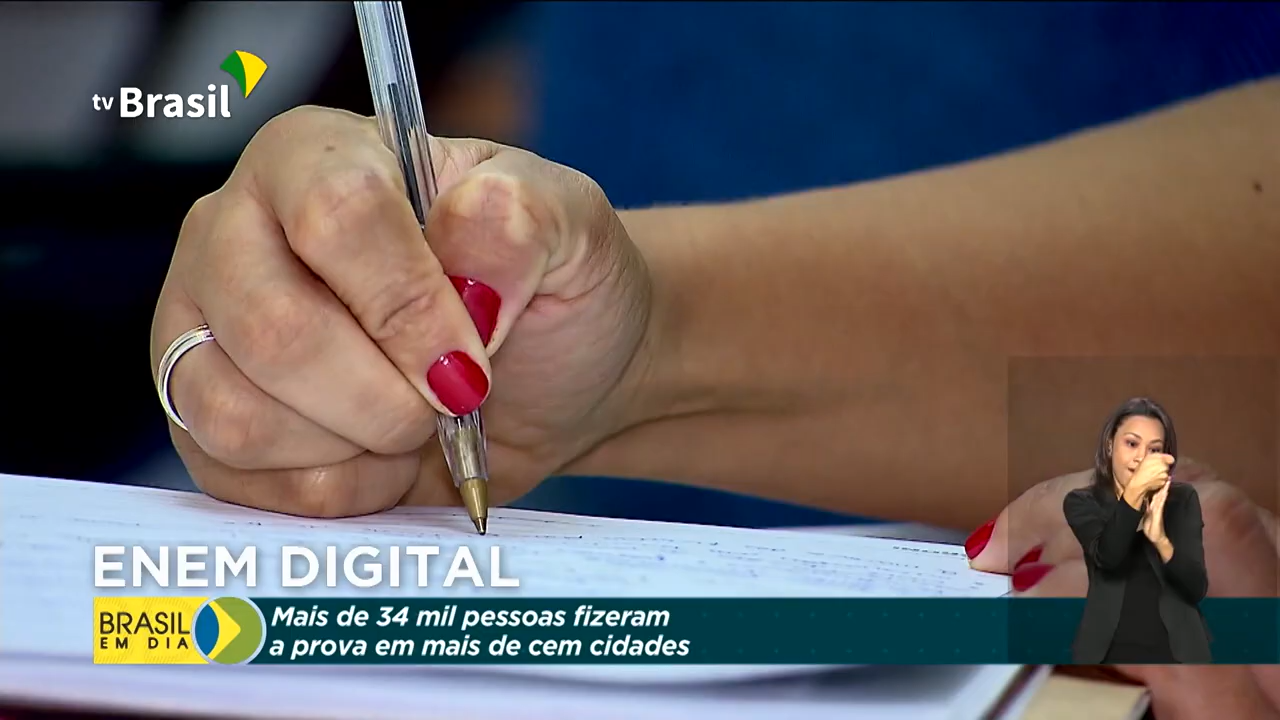 tv Brasil
ENEM DIGITAL
BRASIL
EM DIA
Mais de 34 mil pessoas fizeram
a prova em mais de cem cidades